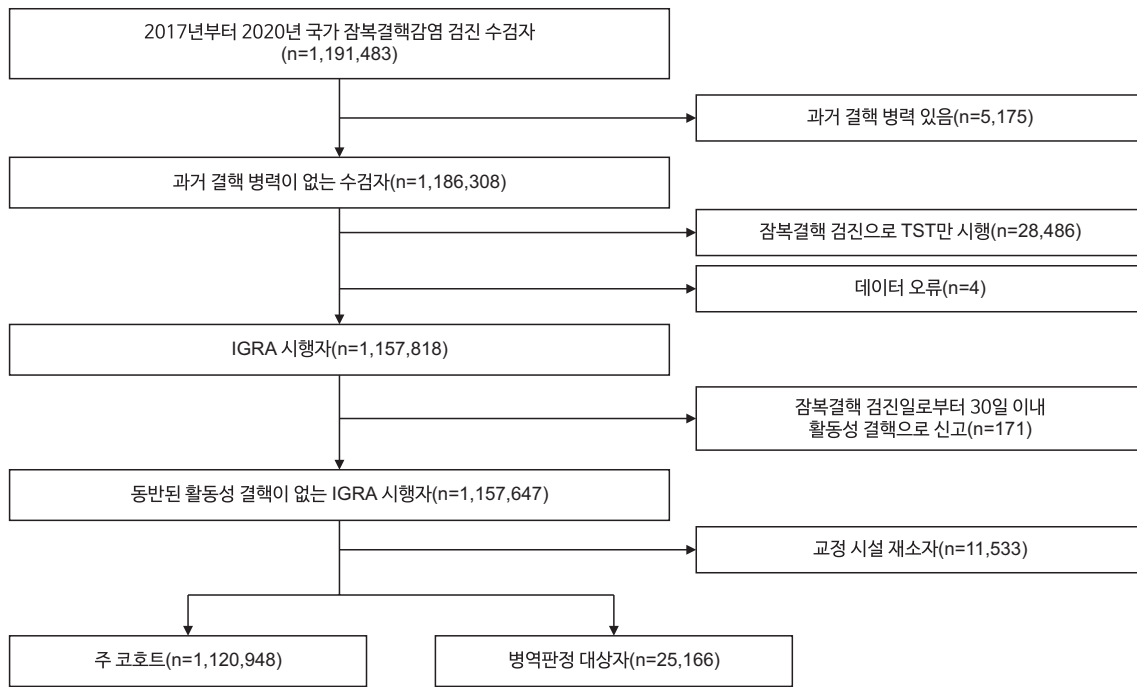 2017년부터 2020년 국가 잠복결핵감염 검진 수검자
(n=1,191,483)
과거 결핵 병력 있음(n=5,175)
과거 결핵 병력이 없는 수검자(n=1,186,308)
잠복결핵 검진으로 TST만 시행(n=28,486)
데이터 오류(n=4)
IGRA 시행자(n=1,157,818)
잠복결핵 검진일로부터 30일 이내
활동성 결핵으로 신고(n=171)
동반된 활동성 결핵이 없는 IGRA 시행자(n=1,157,647)
교정 시설 재소자(n=11,533)
주 코호트(n=1,120,948)
병역판정 대상자(n=25,166)